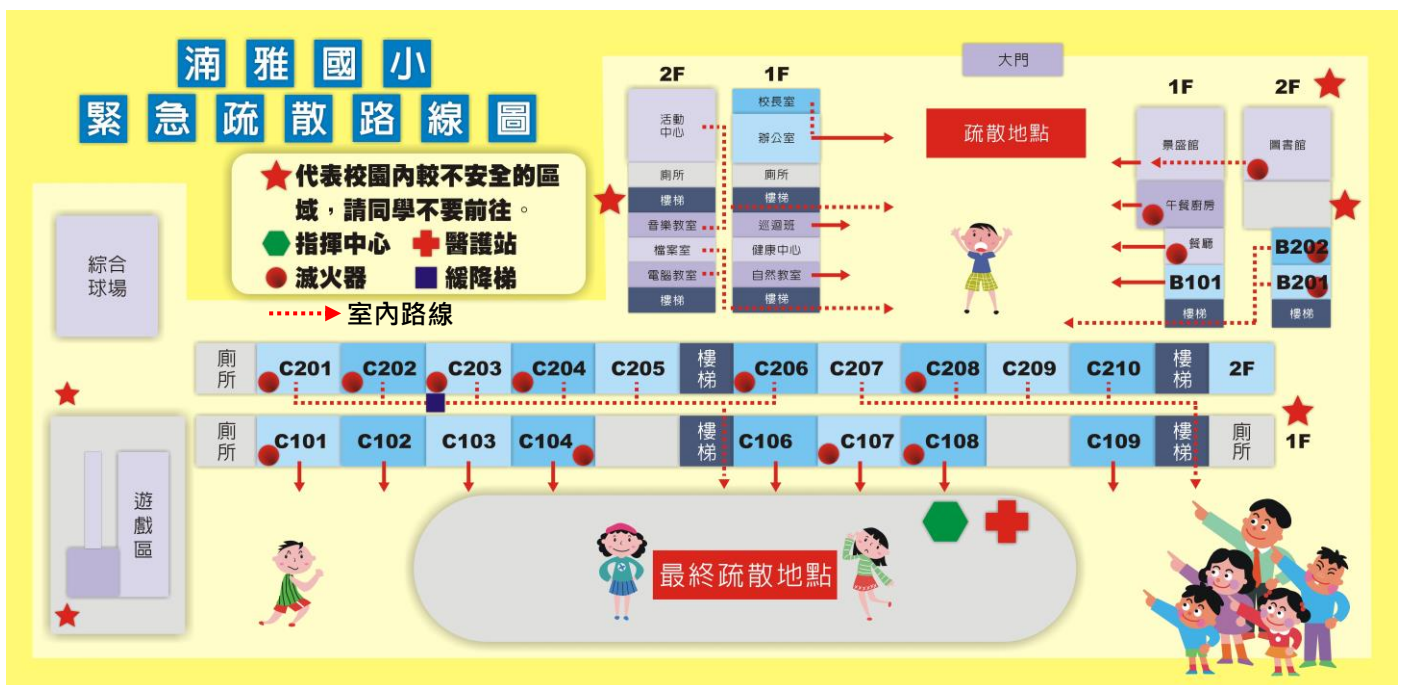 湳雅國小
緊急疏散路線圖
代表校園內較不安全的區
域,請同學不要前往。
指揮中心 醫護站
滅火器 緩降梯
室內路線
綜合
球場
遊戲區
大門
疏散地點
2F
活動
中心
廁所
樓梯
音樂教室
檔案室
電腦教室
樓梯
1F
校長室
辦公室
廁所
樓梯
巡迴班
健康中心
自然教室
樓梯
1F
景盛館
午餐廚房
餐廳
B101
樓梯
2F
圖書館
B202
B201
樓梯
廁所 C201 C202 C203 C204 C205 樓梯 C206 C207 C208 C209 C210 樓梯 2F
廁所 C101 C102 C103 C104 樓梯 C106 C107 C108 C109 樓梯 廁所 1F
最終疏散地點